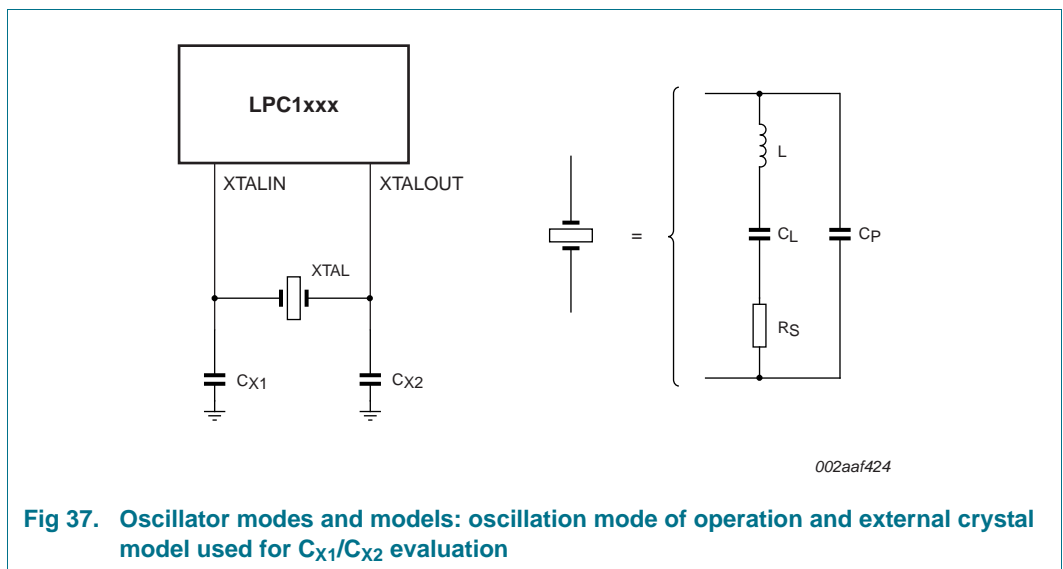 LPC1xxx
XTALIN
XTALOUT
XTAL
CX1
CX2
=
L
CL
CP
RS
002aaf424
Fig 37. Oscillator modes and models: oscillation mode of operation and external crystal
model used for CX1/CX2 evaluation